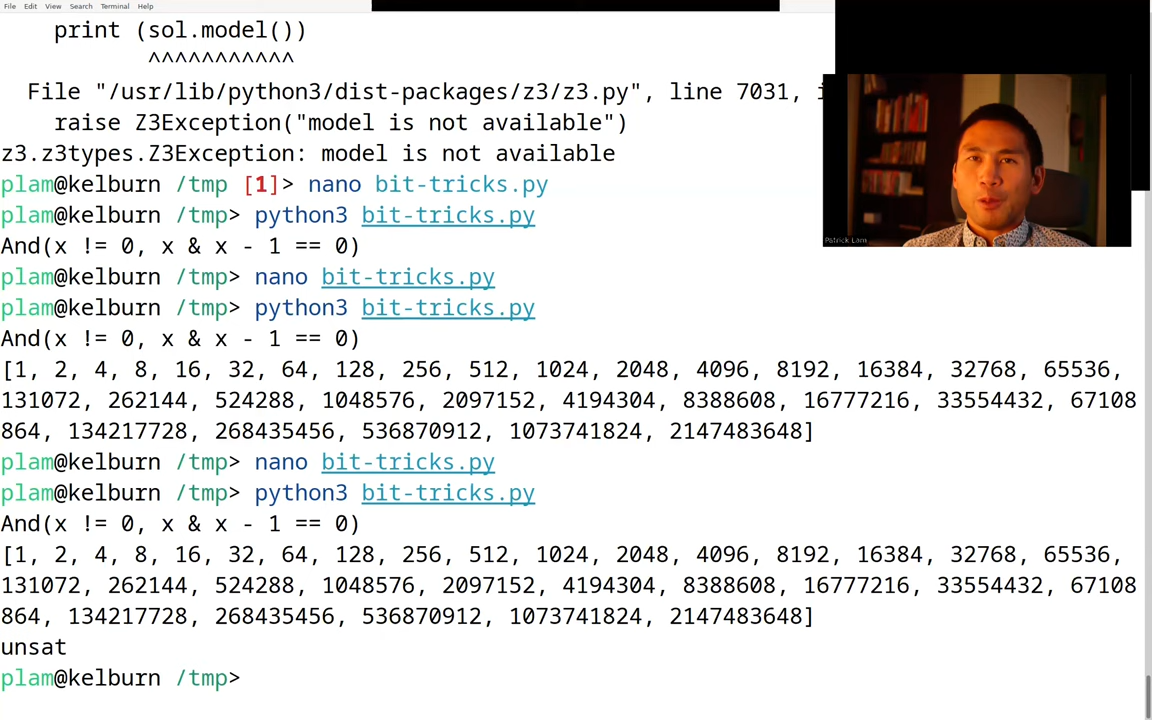 File Edit View Search Terminal Help
print (sol.model())
^^^^^^^^^^^
File "/usr/lib/python3/dist-packages/z3/z3.py", line 7031, i
raise Z3Exception("model is not available")
z3.z3types.Z3Exception: model is not available
plam@kelburn /tmp [1]> nano bit-tricks.py
plam@kelburn /tmp> python3 bit-tricks.py
And(x != 0, x & x - 1 == 0)
plam@kelburn /tmp> nano bit-tricks.py
plam@kelburn /tmp> python3 bit-tricks.py
And(x != 0, x & x - 1 == 0)
[1, 2, 4, 8, 16, 32, 64, 128, 256, 512, 1024, 2048, 4096, 8192, 16384, 32768, 65536,
131072, 262144, 524288, 1048576, 2097152, 4194304, 8388608, 16777216, 33554432, 67108
864, 134217728, 268435456, 536870912, 1073741824, 2147483648]
plam@kelburn /tmp> nano bit-tricks.py
plam@kelburn /tmp> python3 bit-tricks.py
And(x != 0, x & x - 1 == 0)
[1, 2, 4, 8, 16, 32, 64, 128, 256, 512, 1024, 2048, 4096, 8192, 16384, 32768, 65536,
131072, 262144, 524288, 1048576, 2097152, 4194304, 8388608, 16777216, 33554432, 67108
864, 134217728, 268435456, 536870912, 1073741824, 2147483648]
unsat
plam@kelburn /tmp>
Patrick Lam